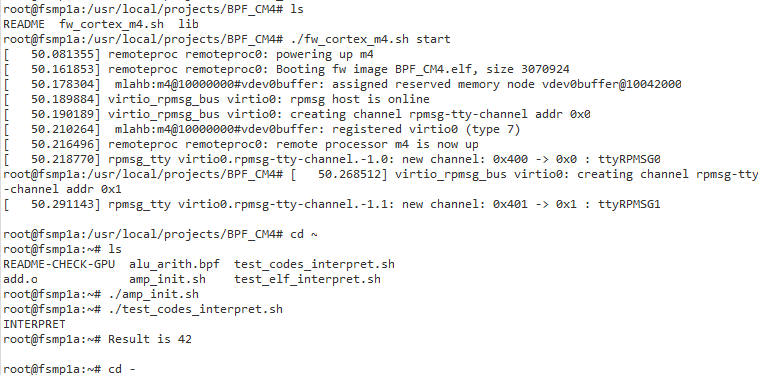 root@fsmp1a:/usr/local/projects/BPF_CM4# ls
README  fw_cortex_m4.sh  lib
root@fsmp1a:/usr/local/projects/BPF_CM4# ./fw_cortex_m4.sh start
[   50.081355] remoteproc remoteproc0: powering up m4
[   50.161853] remoteproc remoteproc0: Booting fw image BPF_CM4.elf, size 3070924
[   50.178304]  mlahb:m4@10000000#vdev0buffer: assigned reserved memory node vdev0buffer@10042000
[   50.189884] virtio_rpmsg_bus virtio0: rpmsg host is online
[   50.190189] virtio_rpmsg_bus virtio0: creating channel rpmsg-tty-channel addr 0x0
[   50.210264]  mlahb:m4@10000000#vdev0buffer: registered virtio0 (type 7)
[   50.216496] remoteproc remoteproc0: remote processor m4 is now up
[   50.218770] rpmsg_tty virtio0.rpmsg-tty-channel.-1.0: new channel: 0x400 -> 0x0 : ttyRPMSG0
root@fsmp1a:/usr/local/projects/BPF_CM4# [   50.268512] virtio_rpmsg_bus virtio0: creating channel rpmsg-tty
-channel addr 0x1
[   50.291143] rpmsg_tty virtio0.rpmsg-tty-channel.-1.1: new channel: 0x401 -> 0x1 : ttyRPMSG1
root@fsmp1a:/usr/local/projects/BPF_CM4# cd ~
root@fsmp1a:~# ls
README-CHECK-GPU  alu_arith.bpf  test_codes_interpret.sh
add.o             amp_init.sh    test_elf_interpret.sh
root@fsmp1a:~# ./amp_init.sh
root@fsmp1a:~# ./test_codes_interpret.sh
INTERPRET
root@fsmp1a:~# Result is 42
root@fsmp1a:~# cd -